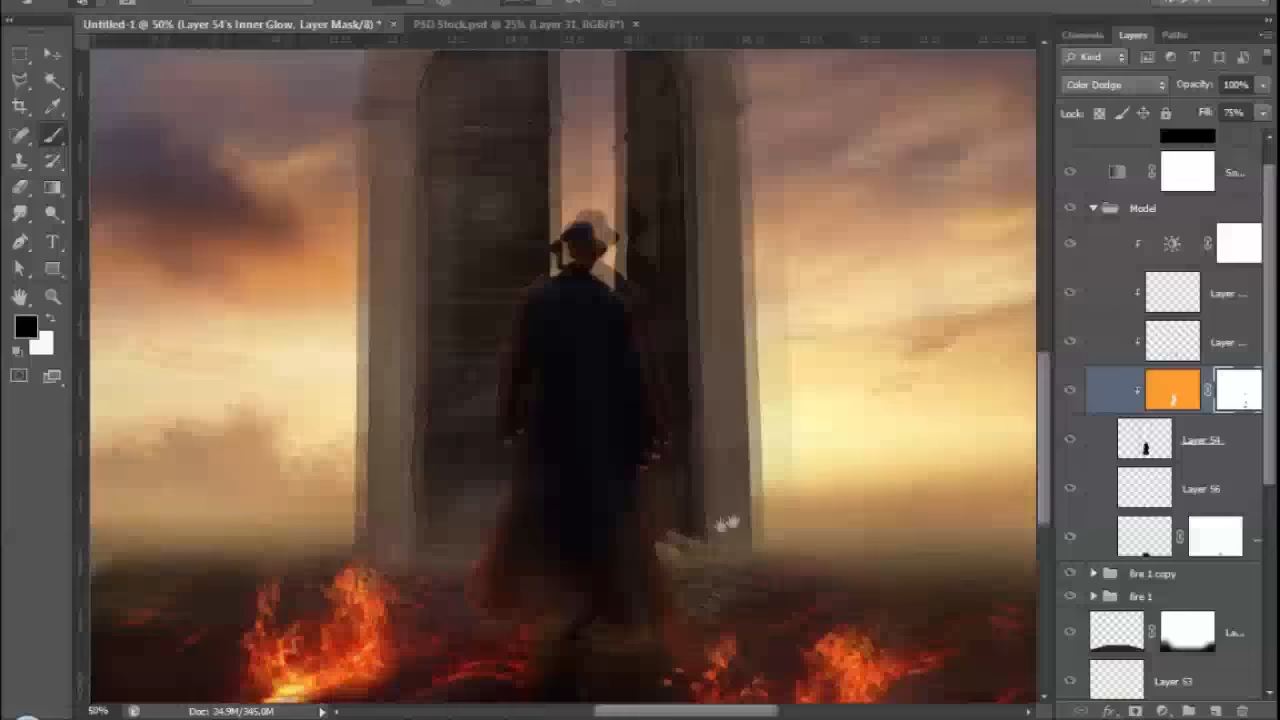 Untitled-1 @ 50% (Layer 54's Inner Glow, Layer Mask/8) *
PSD Stock.psd @ 25% (Layer 31, RGB/8*)
Channels Layers Paths
Kind
Color Dodge Opacity: 100%
Lock: Fill: 75%
So...
Model
Layer ...
Layer ...
Layer 54
Layer 56
...
fire 1 copy
fire 1
La...
Layer 53
50% Doc: 24.9M/345.0M